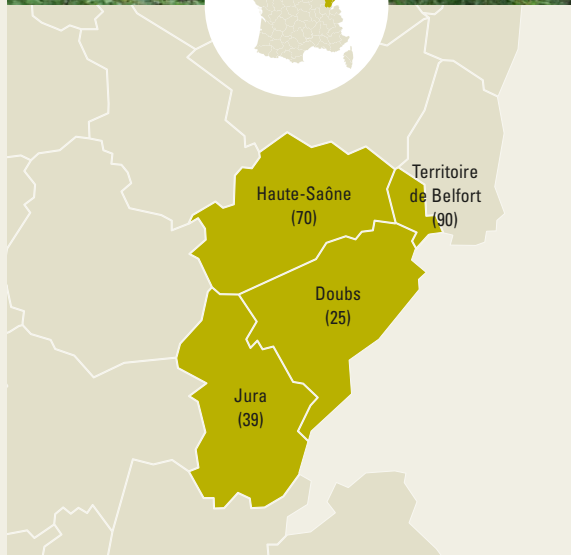 Territoire
de Belfort
(90)
Haute-Saône
(70)
Doubs
(25)
Jura
(39)